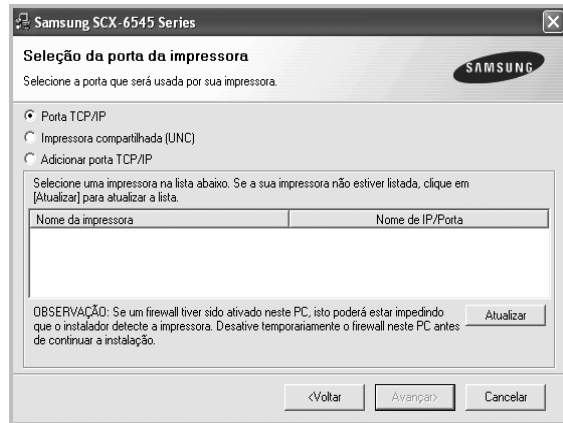 Samsung SCX-6545 Series
Seleção da porta da impressora
Selecione a porta que será usada por sua impressora.
SAMSUNG
Porta TCP/IP
Impressora compartilhada (UNC)
Adicionar porta TCP/IP
Selecione uma impressora na lista abaixo. Se a sua impressora não estiver listada, clique em
[Atualizar] para atualizar a lista.
Nome da impressora Nome de IP/Porta
OBSERVAÇÃO: Se um firewall tiver sido ativado neste PC, isto poderá estar impedindo
que o instalador detecte a impressora. Desative temporariamente o firewall neste PC antes
de continuar a instalação.
Atualizar
<Voltar Avançar> Cancelar